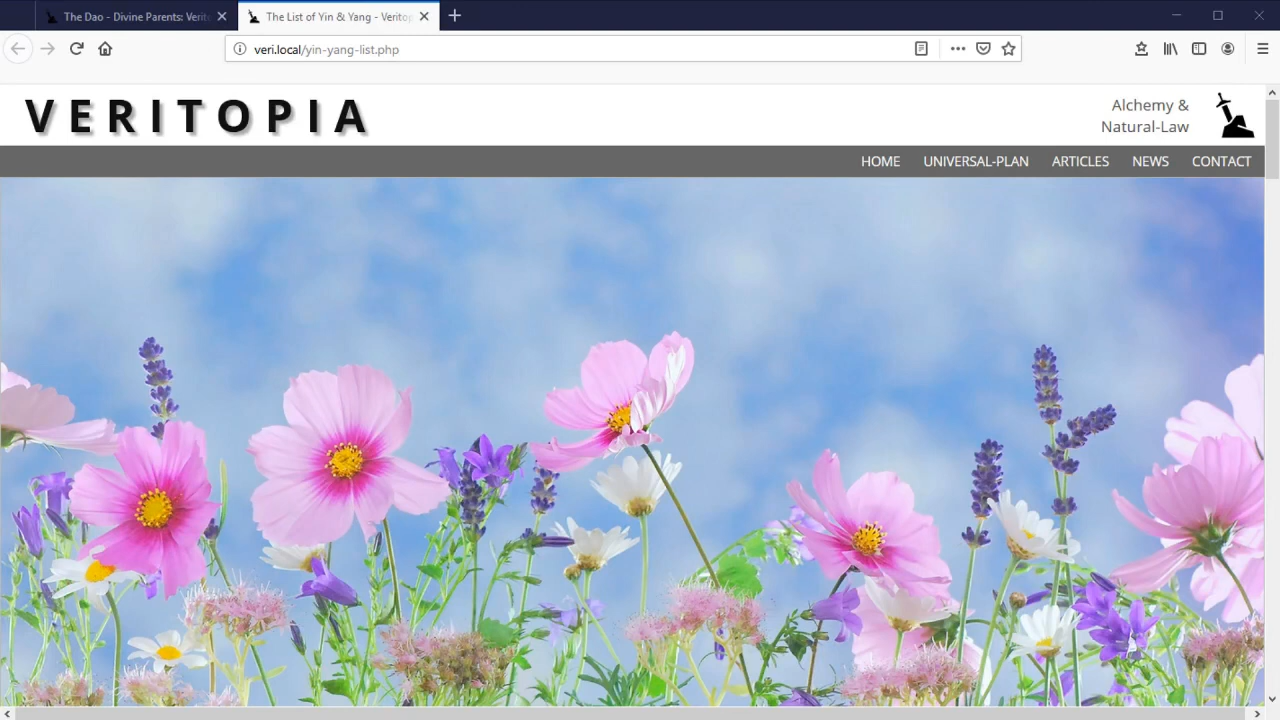 The Dao - Divine Parents: Verit
The List of Yin & Yang - Veritop
veri.local/yin-yang-list.php
VERITOPIA
Alchemy &
Natural-Law
HOME UNIVERSAL-PLAN ARTICLES NEWS CONTACT